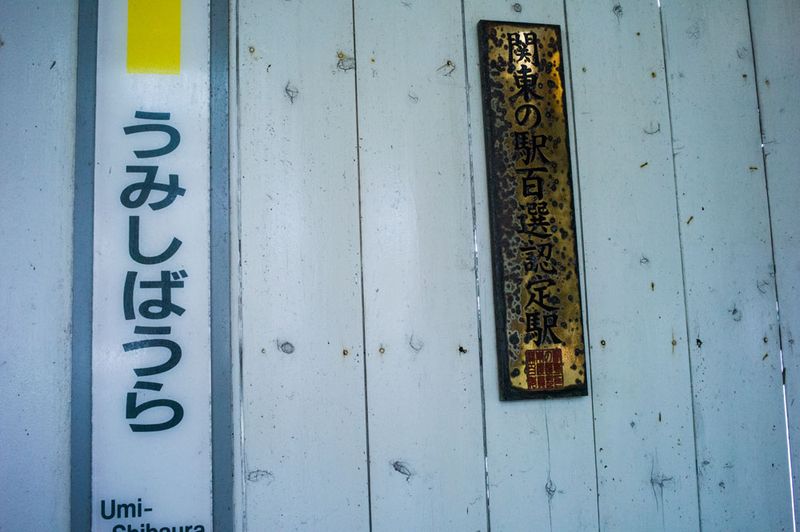 うみしばうら
Umi-
Shibaura
関東の駅百選認定駅